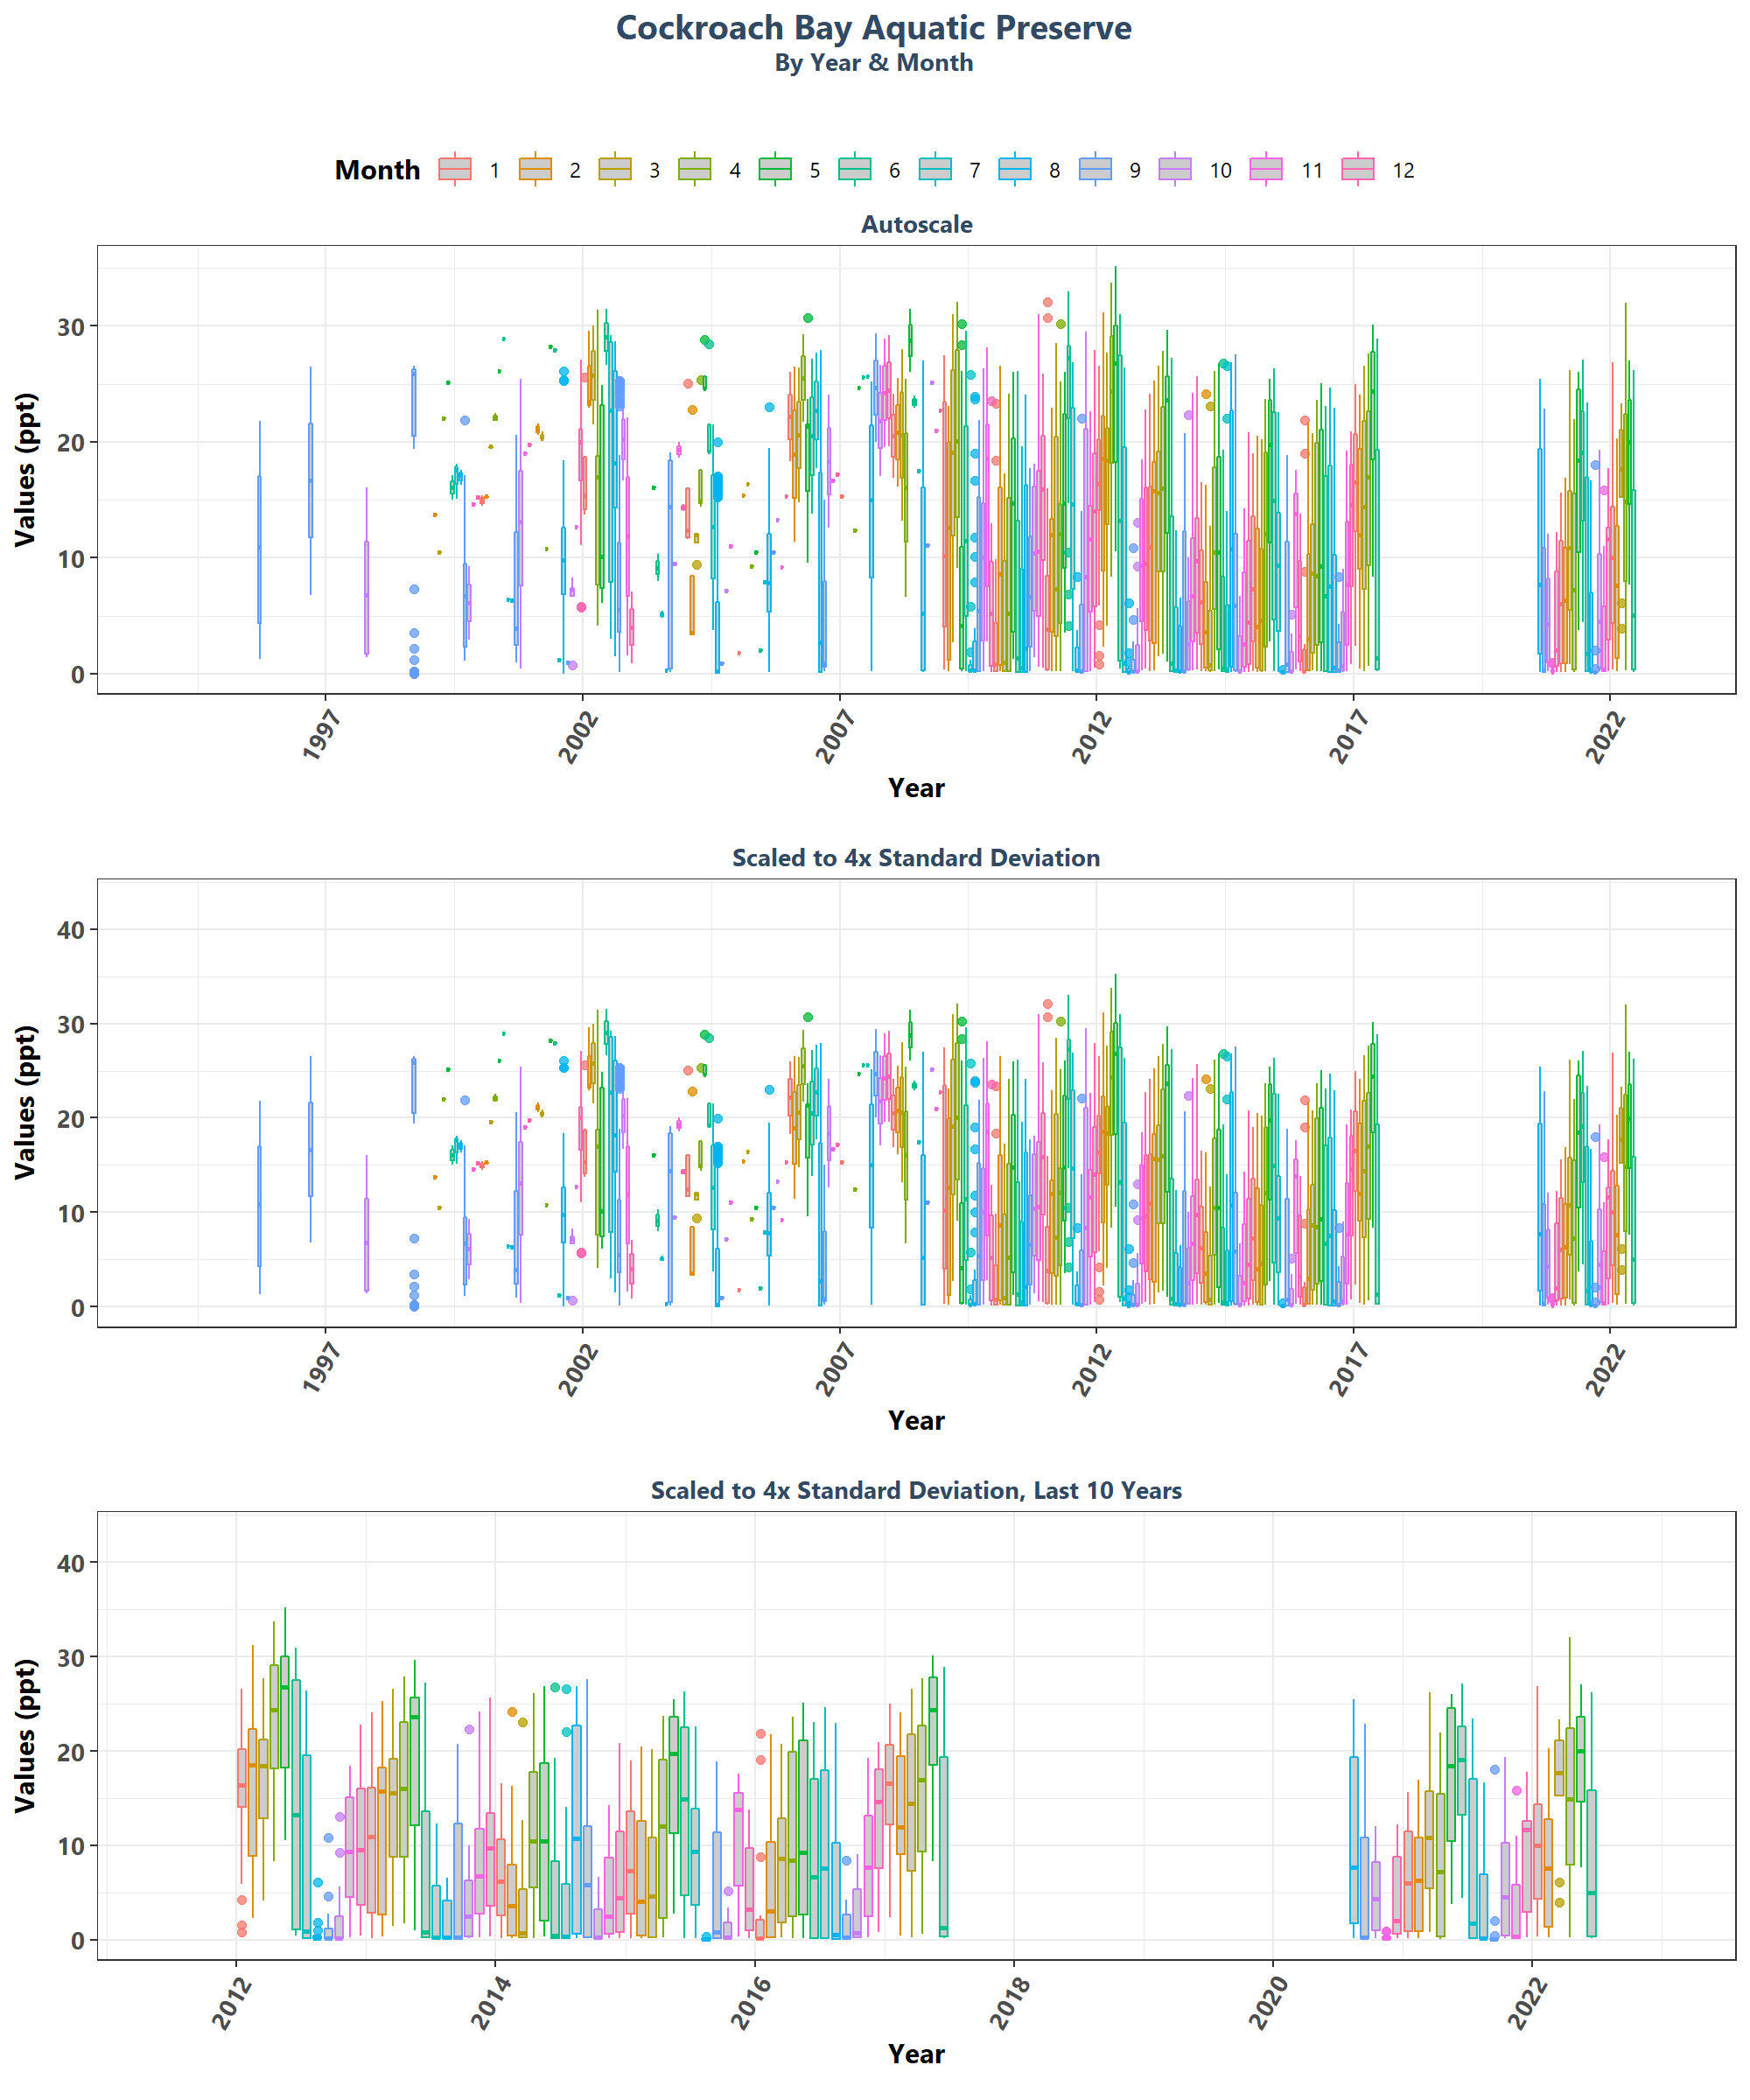 Cockroach Bay Aquatic Preserve
By Year & Month
Month 1 2 3 4 5 6 7 8 9 10 11 12
Autoscale
Values (ppt)
30
20
10
0
1997 2002 2007 2012 2017 2022
Year
Scaled to 4x Standard Deviation
Values (ppt)
40
30
20
10
0
1997 2002 2007 2012 2017 2022
Year
Scaled to 4x Standard Deviation, Last 10 Years
Values (ppt)
40
30
20
10
0
2012 2014 2016 2018 2020 2022
Year